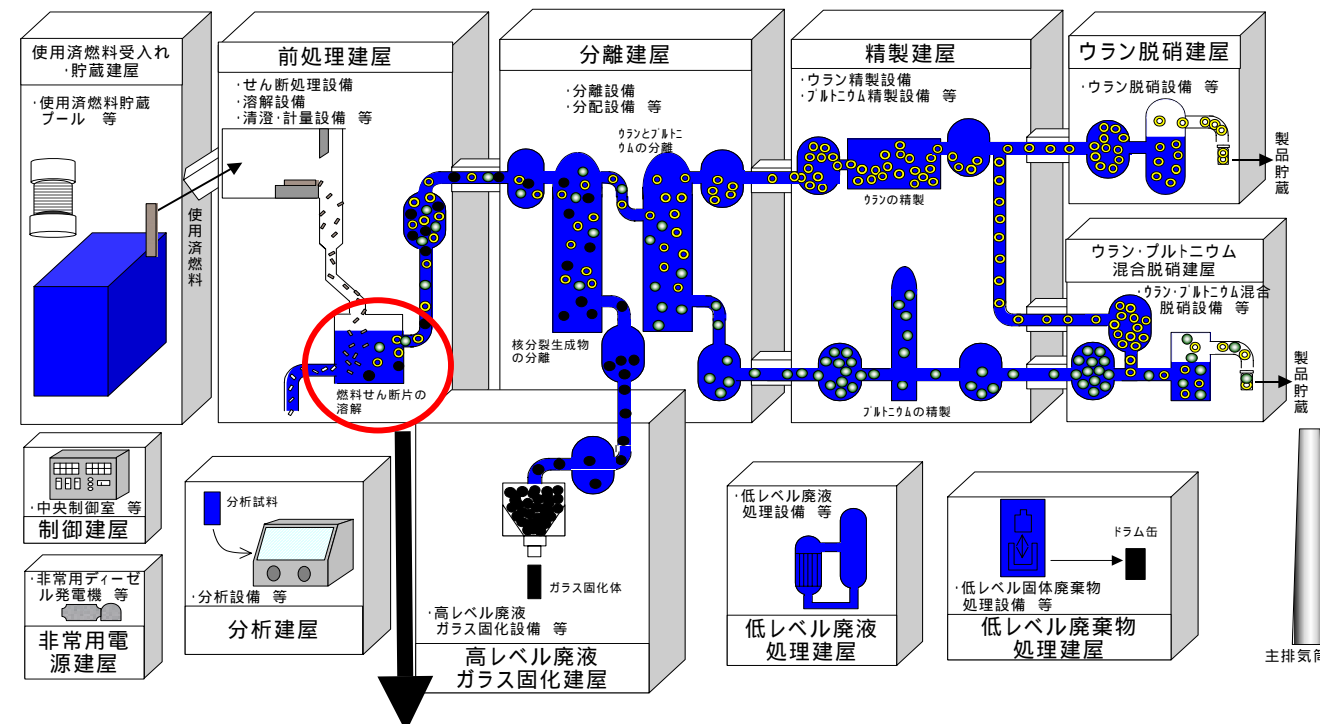 使用済燃料受入れ
・貯蔵建屋
・使用済燃料貯蔵
プール 等
使用済燃料
前処理建屋
・せん断処理設備
・溶解設備
・清澄・計量設備 等
燃料せん断片の
溶解
分離建屋
・分離設備
・分配設備 等
ウランとプルトニ
ウムの分離
核分裂生成物
の分離
精製建屋
・ウラン精製設備
・プルトニウム精製設備 等
ウランの精製
プルトニウムの精製
ウラン脱硝建屋
・ウラン脱硝設備 等
製品貯蔵
ウラン・プルトニウム
混合脱硝建屋
・ウラン・プルトニウム混合
脱硝設備 等
製品貯蔵
・中央制御室 等
制御建屋
・非常用ディーゼ
ル発電機 等
非常用電
源建屋
分析試料
・分析設備 等
分析建屋
ガラス固化体
・高レベル廃液
ガラス固化設備 等
高レベル廃液
ガラス固化建屋
・低レベル廃液
処理設備 等
低レベル廃液
処理建屋
ドラム缶
・低レベル固体廃棄物
処理設備 等
低レベル廃棄物
処理建屋
主排気筒